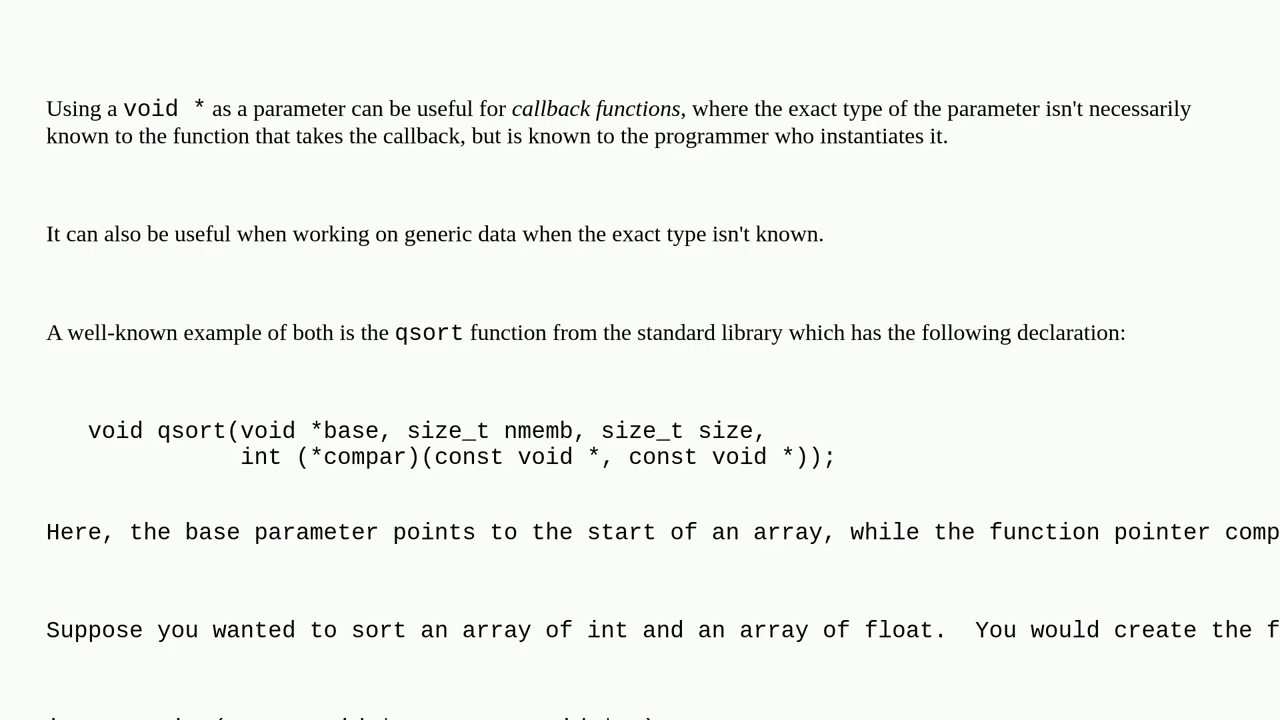 Using a void * as a parameter can be useful for callback functions, where the exact type of the parameter isn't necessarily
known to the function that takes the callback, but is known to the programmer who instantiates it.
It can also be useful when working on generic data when the exact type isn't known.
A well-known example of both is the qsort function from the standard library which has the following declaration:
void qsort(void *base, size_t nmemb, size_t size,
int (*compar)(const void *, const void *));
Here, the base parameter points to the start of an array, while the function pointer comp
Suppose you wanted to sort an array of int and an array of float.  You would create the f